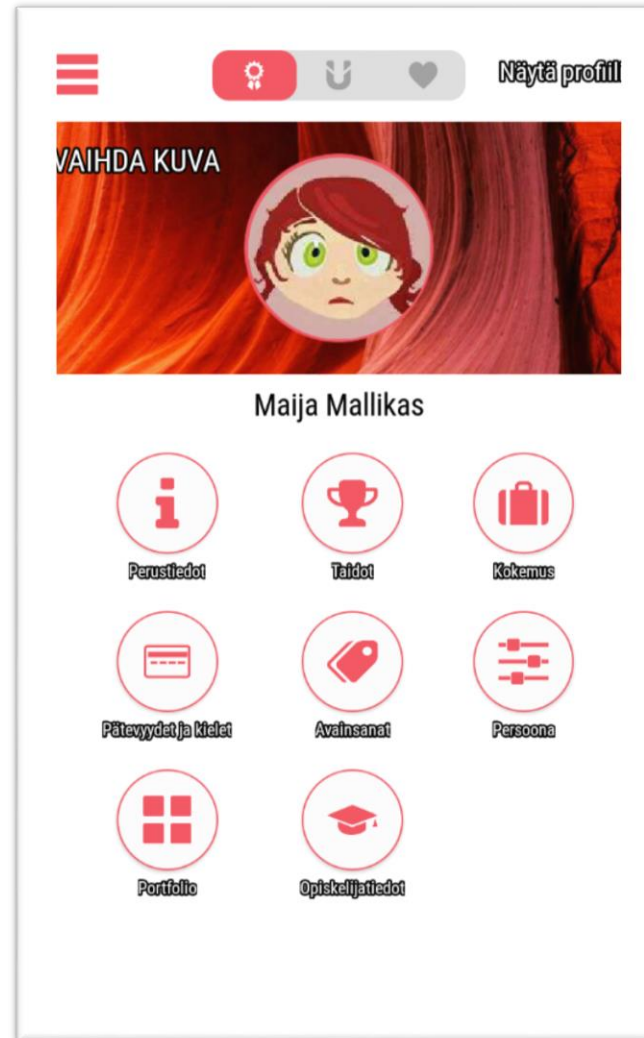 Näytä profiili
VAIHDA KUVA
Maija Mallikas
Perustiedot
Taidot
Kokemus
Pätevyydet ja kielet
Avainsanat
Persoona
Portfolio
Opiskelijatiedot